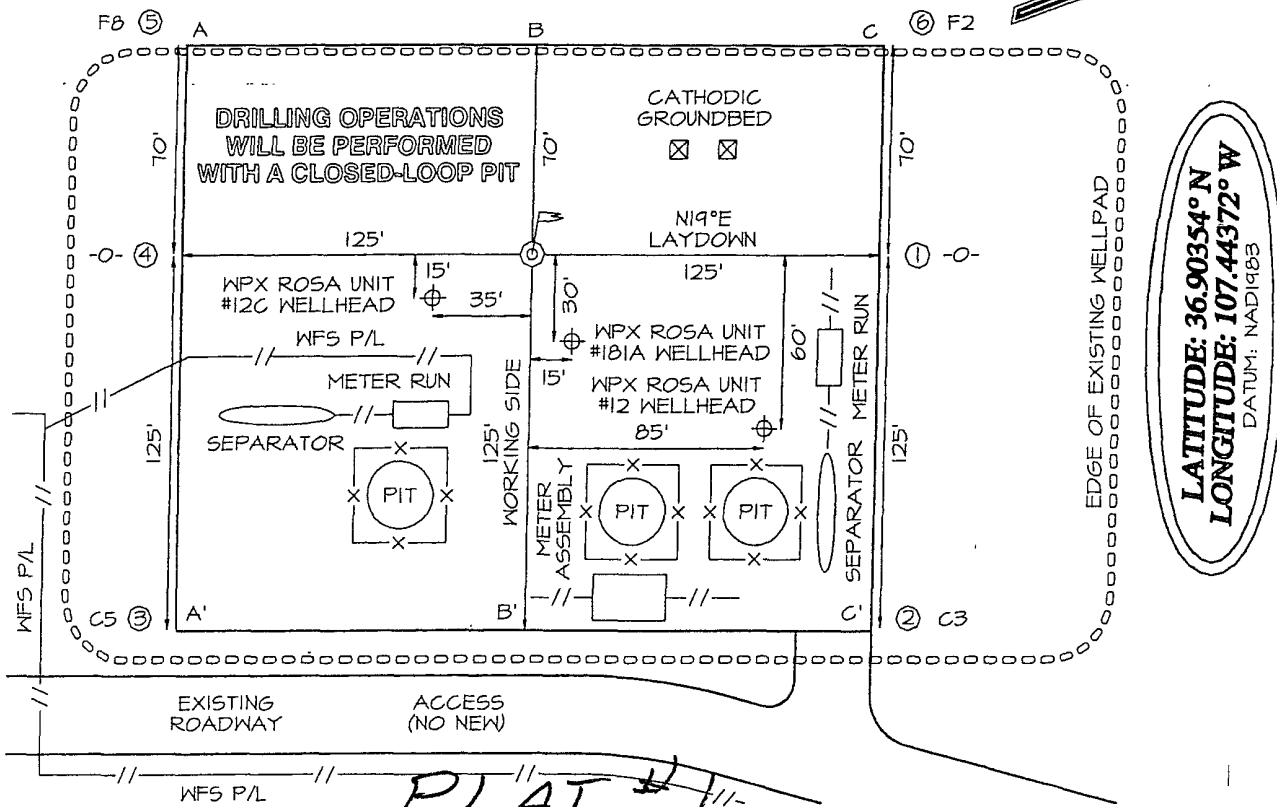 F8 ⑤ A B C ⑥ F2
DRILLING OPERATIONS
WILL BE PERFORMED
WITH A CLOSED-LOOP PIT
CATHODIC
GROUNDBED
70'
70'
70'
N19°E
LAYDOWN
-0- ④
125'
125'
① -0-
15'
35'
30'
15'
60'
WPX ROSA UNIT
#12C WELLHEAD
WPX ROSA UNIT
#181A WELLHEAD
WPX ROSA UNIT
#12 WELLHEAD
85'
WFS P/L
METER RUN
SEPARATOR
PIT
125'
WORKING SIDE
125'
METER
ASSEMBLY
PIT
PIT
METER RUN
SEPARATOR
125'
EDGE OF EXISTING WELLPAD
LATITUDE: 36.90354° N
LONGITUDE: 107.44372° W
DATUM: NAD1983
WFS P/L
C5 ③ A' B' C' ② C3
EXISTING
ROADWAY
ACCESS
(NO NEW)
WFS P/L
PLAT #1